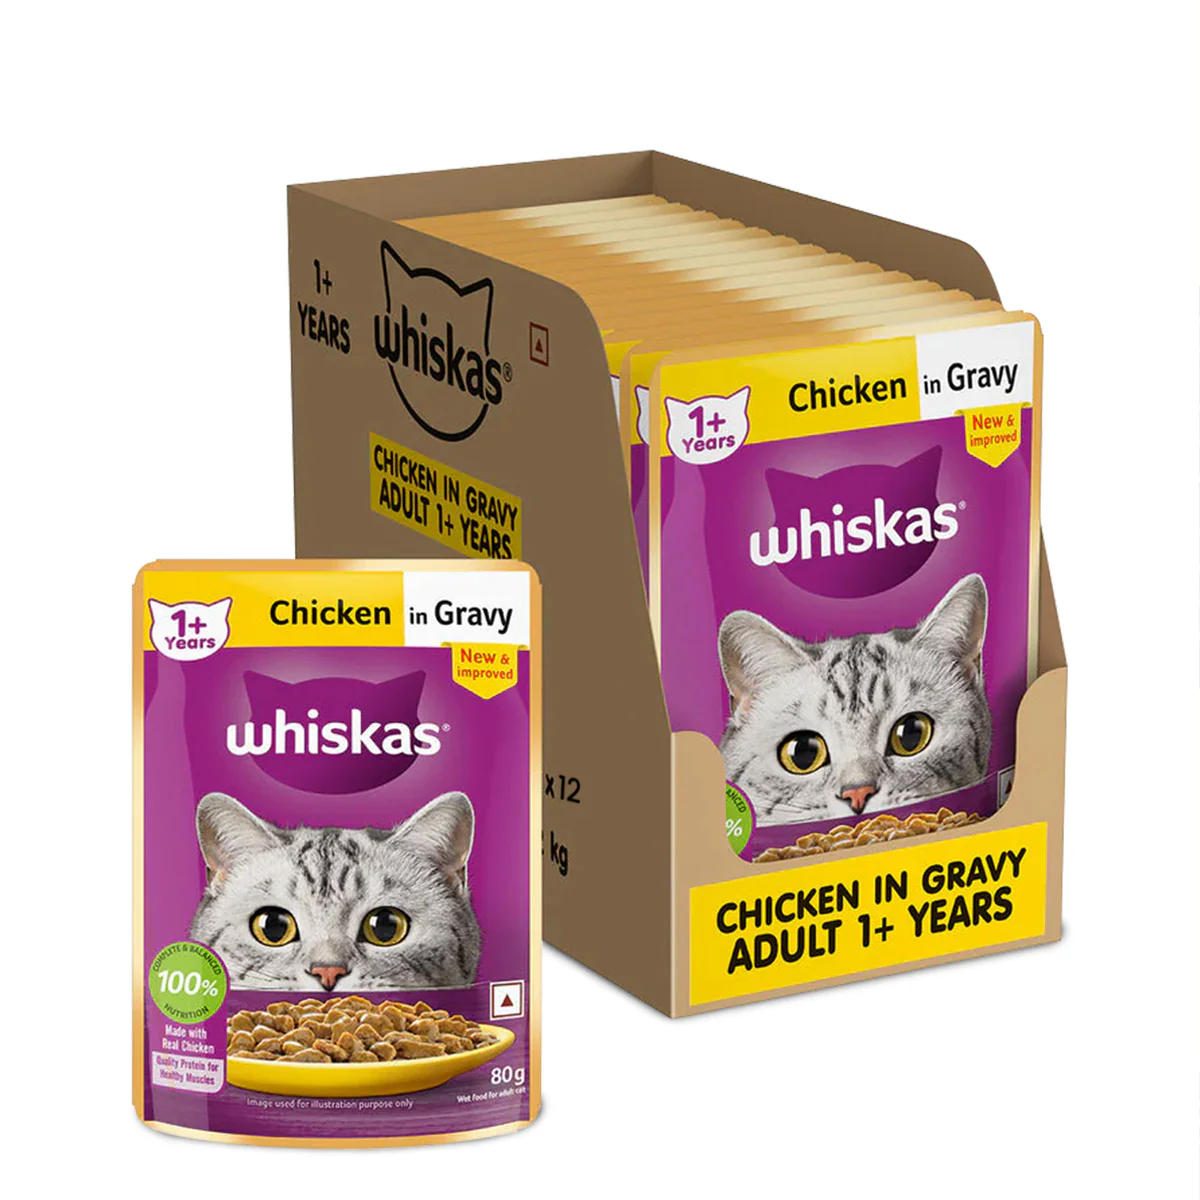 1+
YEARS
whiskas®
CHICKEN IN GRAVY
ADULT 1+ YEARS
x 12
kg
1+
Years
Chicken in Gravy
New &
improved
whiskas®
ANCED
%
CHICKEN IN GRAVY
ADULT 1+ YEARS
1+
Years
Chicken in Gravy
New &
improved
whiskas®
COMPLETE & BALANCED
100%
NUTRITION
Made with
Real Chicken
Quality Protein for
Healthy Muscles
80g
Wet food for adult cat
Image used for illustration purpose only